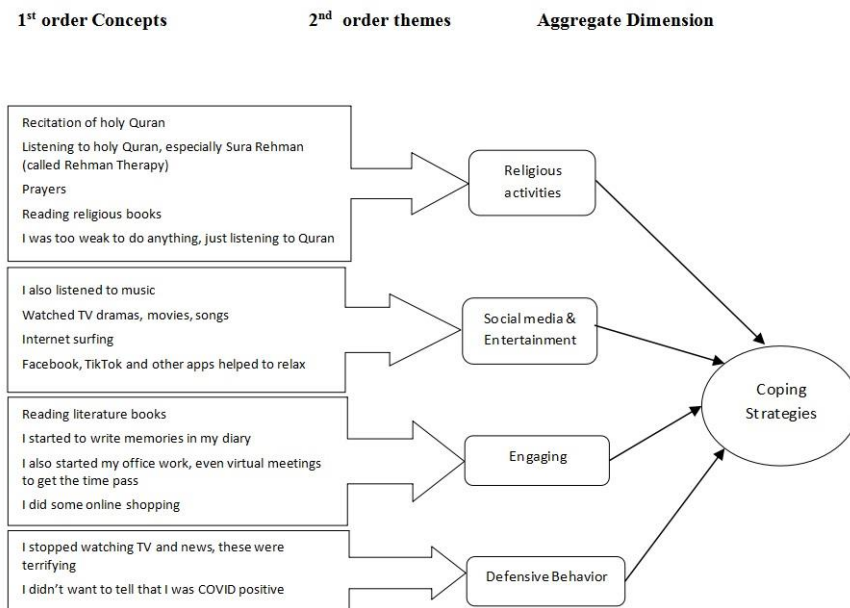 1st order Concepts
2nd order themes
Aggregate Dimension
Recitation of holy Quran
Listening to holy Quran, especially Sura Rehman
(called Rehman Therapy)
Prayers
Reading religious books
I was too weak to do anything, just listening to Quran
Religious
activities
I also listened to music
Watched TV dramas, movies, songs
Internet surfing
Facebook, TikTok and other apps helped to relax
Social media &
Entertainment
Coping
Strategies
Reading literature books
I started to write memories in my diary
I also started my office work, even virtual meetings
to get the time pass
I did some online shopping
Engaging
I stopped watching TV and news, these were
terrifying
I didn't want to tell that I was COVID positive
Defensive Behavior